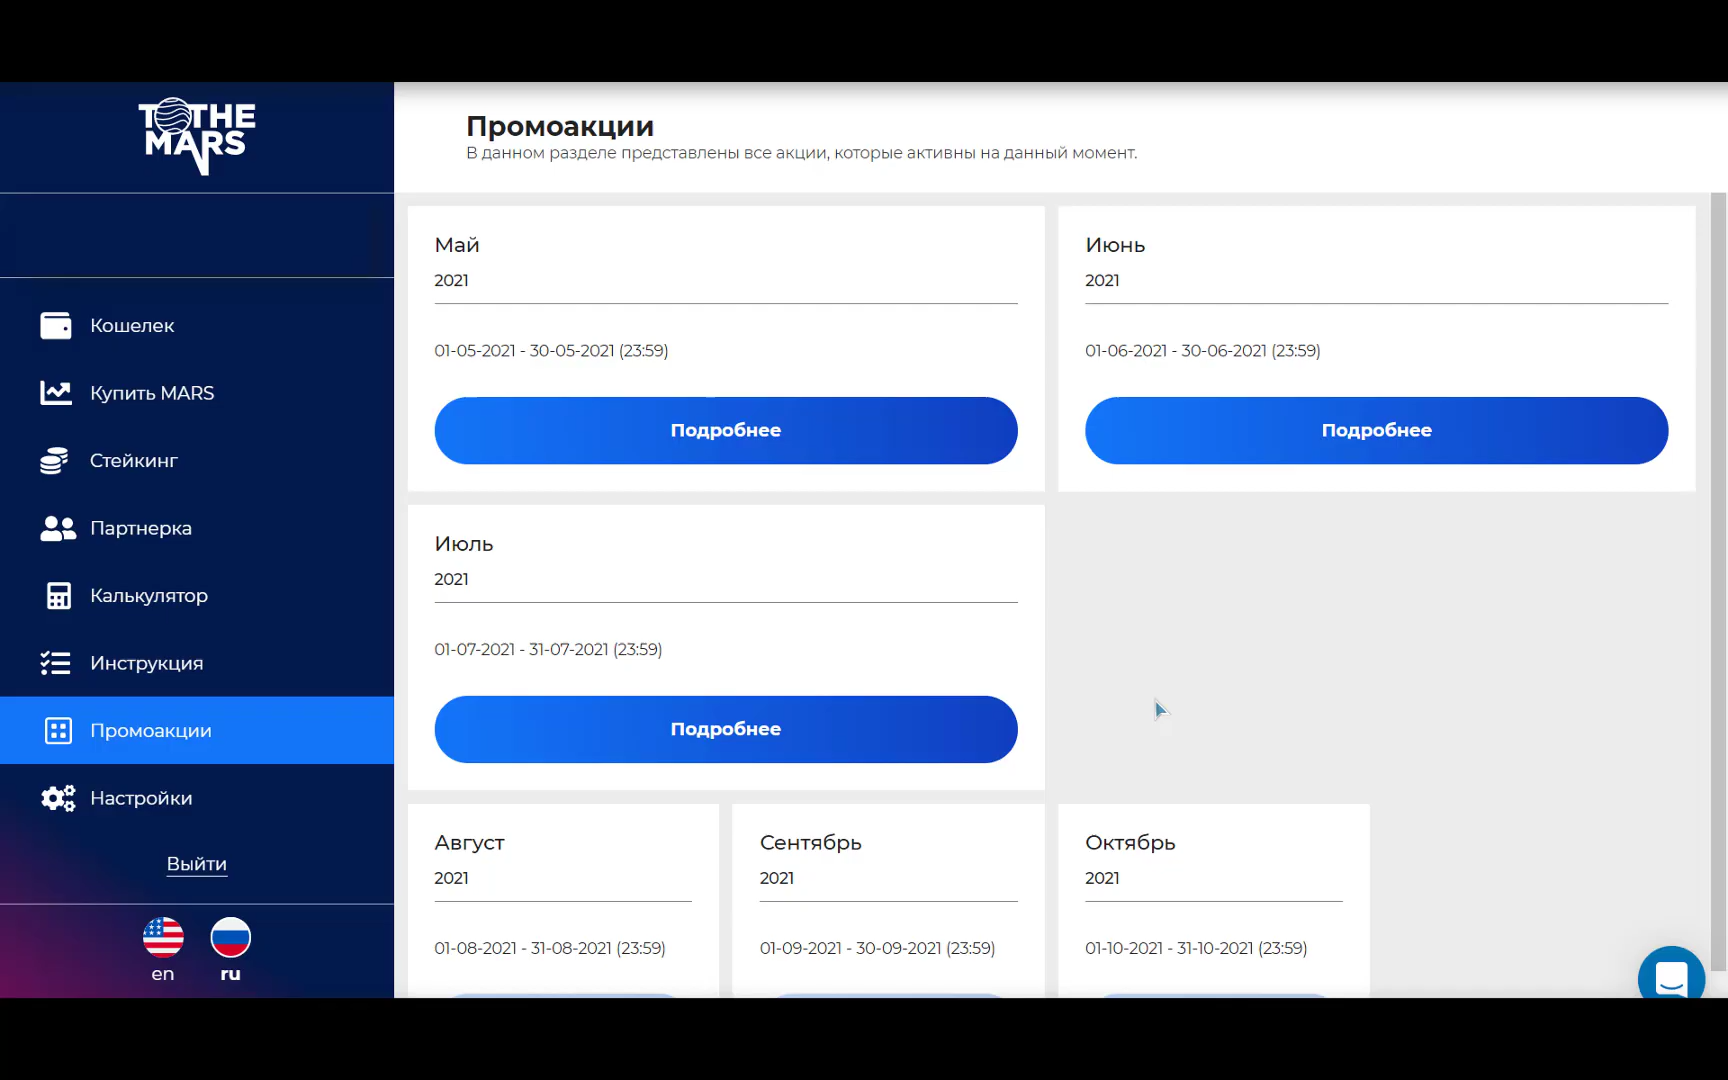 TO THE
MARS
Кошелек
Купить MARS
Стейкинг
Партнерка
Калькулятор
Инструкция
Промоакции
Настройки
Выйти
en
ru
Промоакции
В данном разделе представлены все акции, которые активны на данный момент.
Май
2021
01-05-2021 - 30-05-2021 (23:59)
Подробнее
Июнь
2021
01-06-2021 - 30-06-2021 (23:59)
Подробнее
Июль
2021
01-07-2021 - 31-07-2021 (23:59)
Подробнее
Август
2021
01-08-2021 - 31-08-2021 (23:59)
Сентябрь
2021
01-09-2021 - 30-09-2021 (23:59)
Октябрь
2021
01-10-2021 - 31-10-2021 (23:59)